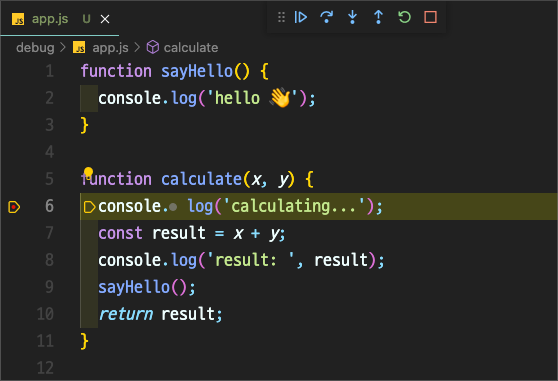 JS app.js U
debug > JS app.js > calculate
1 function sayHello() {
2 console.log('hello 👋');
3 }
4
5 function calculate(x, y) {
6 console. log('calculating...');
7 const result = x + y;
8 console.log('result: ', result);
9 sayHello();
10 return result;
11 }
12